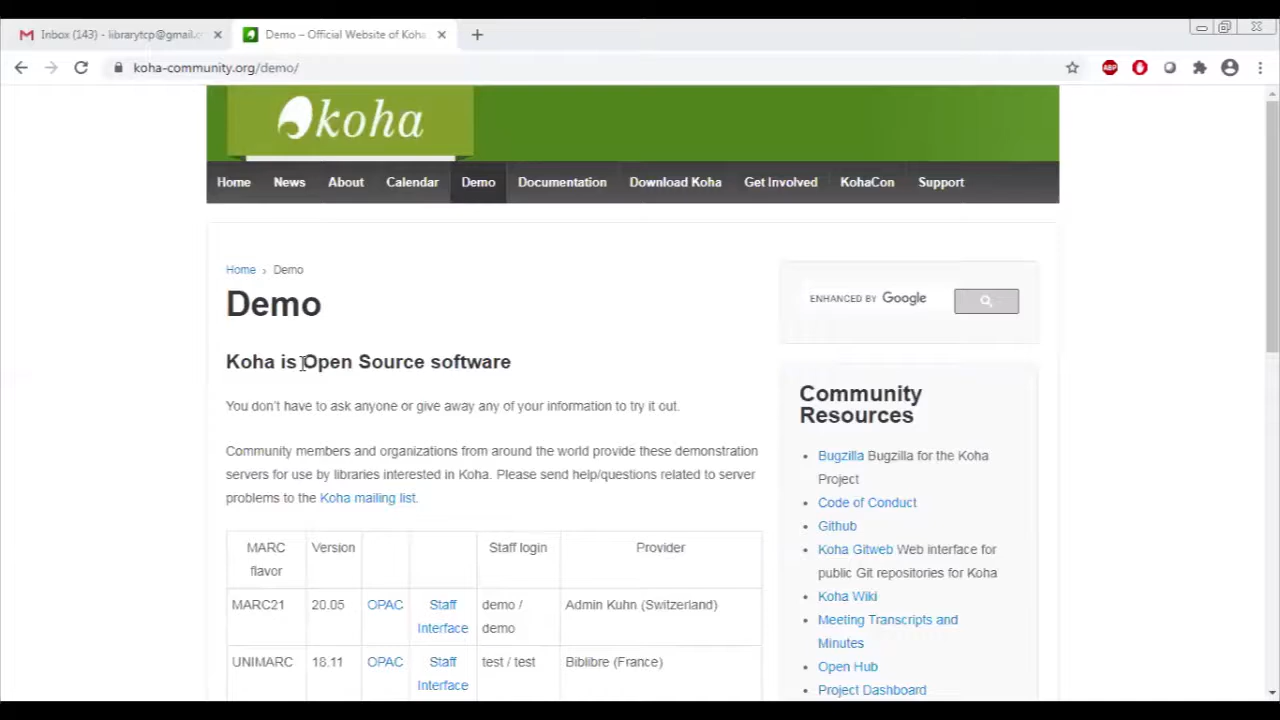 Inbox (143) - librarytcp@gmail.c
Demo – Official Website of Koha
koha-community.org/demo/
ABP
koha
Home News About Calendar Demo Documentation Download Koha Get Involved KohaCon Support
Home › Demo
Demo
Koha is Open Source software
You don't have to ask anyone or give away any of your information to try it out.
Community members and organizations from around the world provide these demonstration
servers for use by libraries interested in Koha. Please send help/questions related to server
problems to the Koha mailing list.
MARC flavor Version Staff login Provider
MARC21 20.05 OPAC Staff Interface demo / demo Admin Kuhn (Switzerland)
UNIMARC 18.11 OPAC Staff Interface test / test Biblibre (France)
ENHANCED BY Google
Community
Resources
Bugzilla Bugzilla for the Koha
Project
Code of Conduct
Github
Koha Gitweb Web interface for
public Git repositories for Koha
Koha Wiki
Meeting Transcripts and
Minutes
Open Hub
Project Dashboard